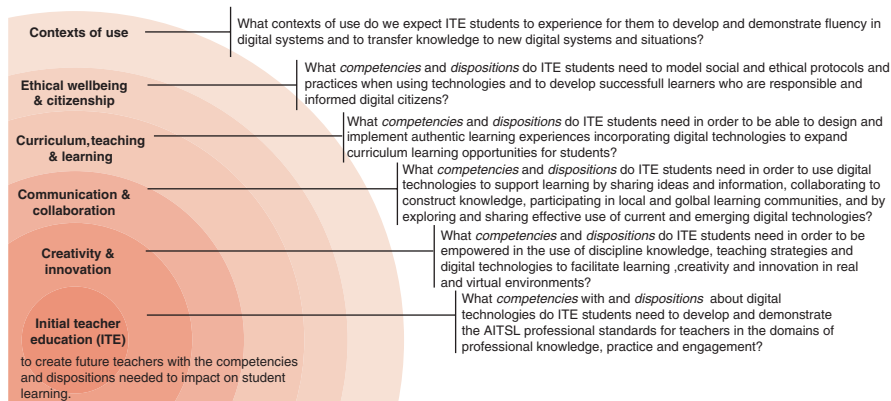 Contexts of use
What contexts of use do we expect ITE students to experience for them to develop and demonstrate fluency in
digital systems and to transfer knowledge to new digital systems and situations?
Ethical wellbeing
& citizenship
What competencies and dispositions do ITE students need to model social and ethical protocols and
practices when using technologies and to develop successfull learners who are responsible and
informed digital citizens?
Curriculum,teaching
& learning
What competencies and dispositions do ITE students need in order to be able to design and
implement authentic learning experiences incorporating digital technologies to expand
curriculum learning opportunities for students?
Communication &
collaboration
What competencies and dispositions do ITE students need in order to use digital
technologies to support learning by sharing ideas and information, collaborating to
construct knowledge, participating in local and golbal learning communities, and by
exploring and sharing effective use of current and emerging digital technologies?
Creativity &
innovation
What competencies and dispositions do ITE students need in order to be
empowered in the use of discipline knowledge, teaching strategies and
digital technologies to facilitate learning ,creativity and innovation in real
and virtual environments?
Initial teacher
education (ITE)
What competencies with and dispositions about digital
technologies do ITE students need to develop and demonstrate
the AITSL professional standards for teachers in the domains of
professional knowledge, practice and engagement?
to create future teachers with the competencies
and dispositions needed to impact on student
learning.